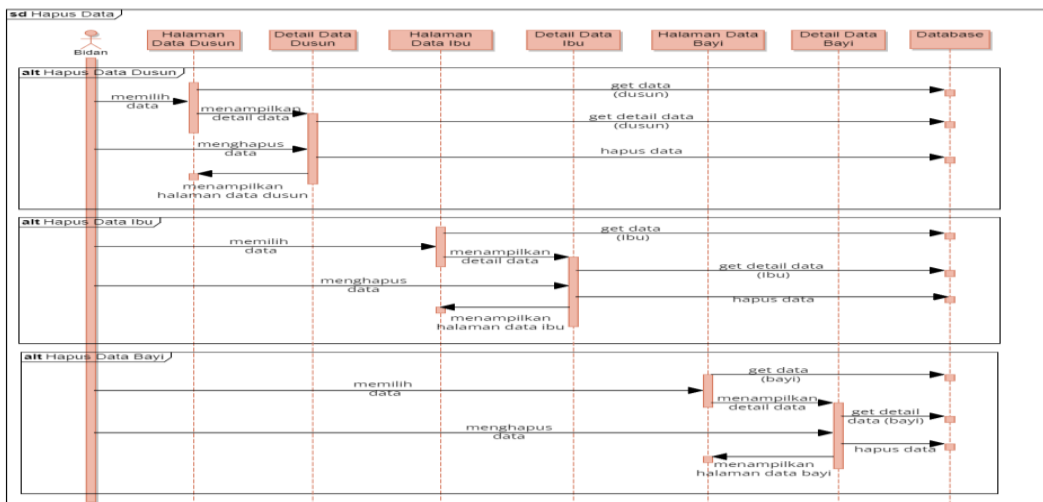 sd Hapus Data
Bidan
Halaman
Data Dusun
Detail Data
Dusun
Halaman
Data Ibu
Detail Data
Ibu
Halaman Data
Bayi
Detail Data
Bayi
Database
alt Hapus Data Dusun
get data
(dusun)
memilih
data
menampilkan
detail data
get detail data
(dusun)
menghapus
data
hapus data
menampilkan
halaman data dusun
alt Hapus Data Ibu
get data
(Ibu)
memilih
data
menampilkan
detail data
get detail data
(Ibu)
menghapus
data
hapus data
menampilkan
halaman data ibu
alt Hapus Data Bayi
get data
(bayi)
memilih
data
menampilkan
detail data
get detail
data (bayi)
menghapus
data
hapus data
menampilkan
halaman data bayi